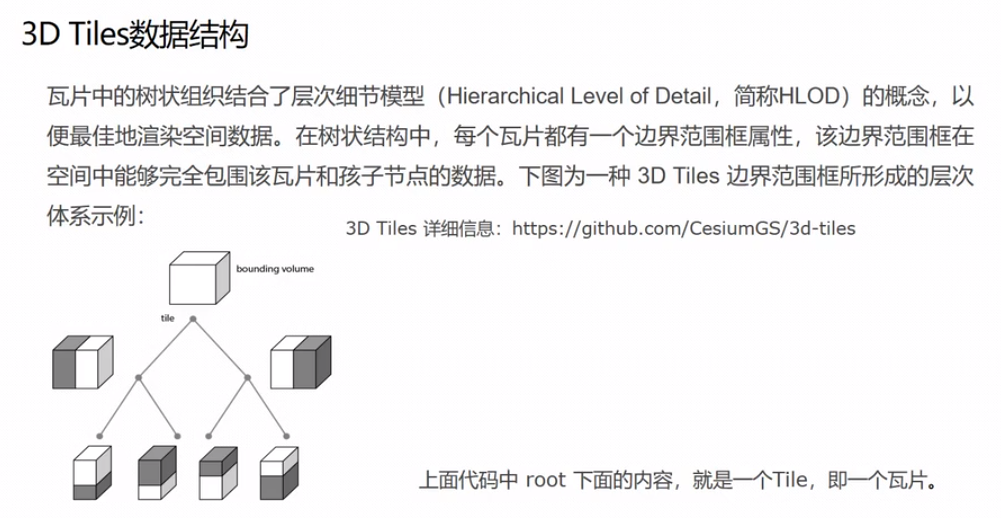 3D Tiles数据结构
瓦片中的树状组织结合了层次细节模型（Hierarchical Level of Detail，简称HLOD）的概念，以
便最佳地渲染空间数据。在树状结构中，每个瓦片都有一个边界范围框属性，该边界范围框在
空间中能够完全包围该瓦片和孩子节点的数据。下图为一种 3D Tiles 边界范围框所形成的层次
体系示例：
3D Tiles 详细信息：https://github.com/CesiumGS/3d-tiles
bounding volume
tile
上面代码中 root 下面的内容，就是一个Tile，即一个瓦片。